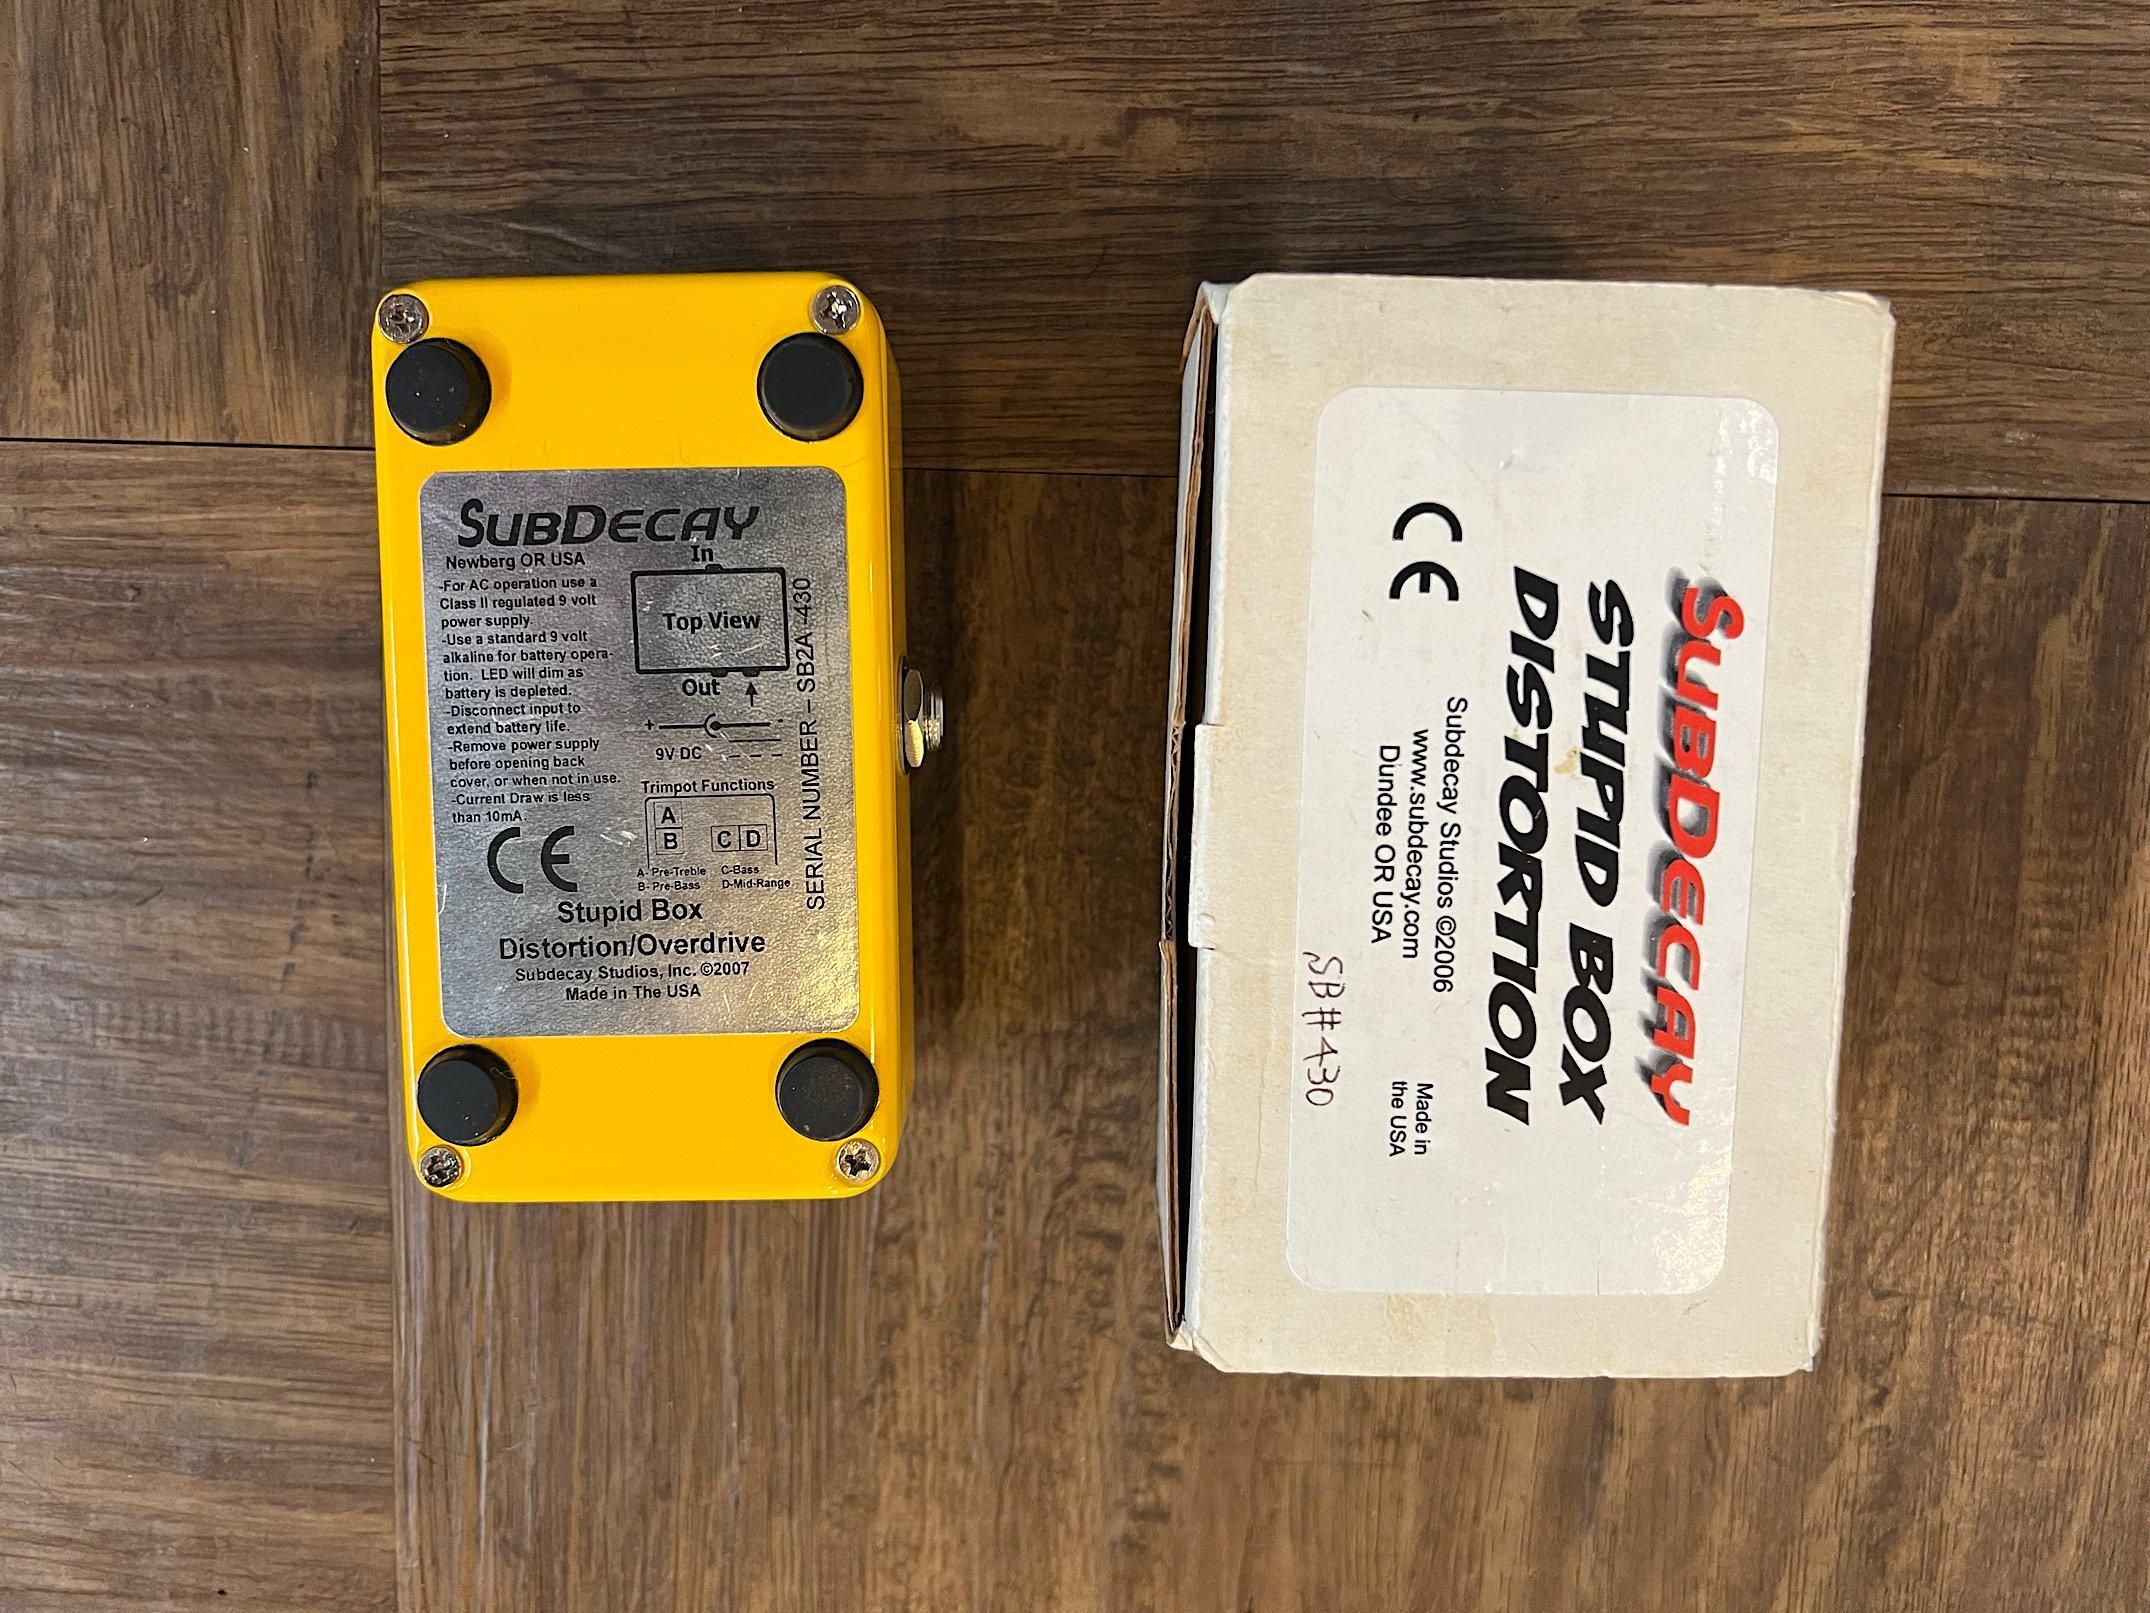 SUBDECAY
Newberg OR USA
-For AC operation use a
Class II regulated 9 volt
power supply.
-Use a standard 9 volt
alkaline for battery opera-
tion. LED will dim as
battery is depleted.
-Disconnect input to
extend battery life.
-Remove power supply
before opening back
cover, or when not in use.
-Current Draw is less
than 10mA.
CE
In
Top View
Out
+ -
9V DC
Trimpot Functions
A
B C D
A- Pre-Treble C-Bass
B- Pre-Bass D-Mid-Range
SERIAL NUMBER – SB2A -430
Stupid Box
Distortion/Overdrive
Subdecay Studios, Inc. ©2007
Made in The USA
SUBDECAY
STUPID BOX
DISTORTION
CE
Subdecay Studios ©2006
www.subdecay.com
Dundee OR USA
Made in
the USA
SB#430